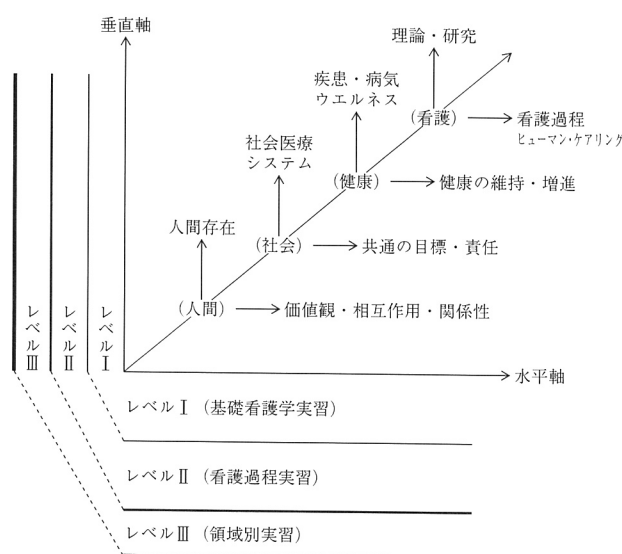 垂直軸
理論・研究
疾患・病気
ウエルネス
(看護)
看護過程
ヒューマン・ケアリング
社会医療
システム
(健康)
健康の維持・増進
人間存在
(社会)
共通の目標・責任
(人間)
価値観・相互作用・関係性
レベルⅢ
レベルⅡ
レベルⅠ
水平軸
レベルⅠ (基礎看護学実習)
レベルⅡ (看護過程実習)
レベルⅢ (領域別実習)